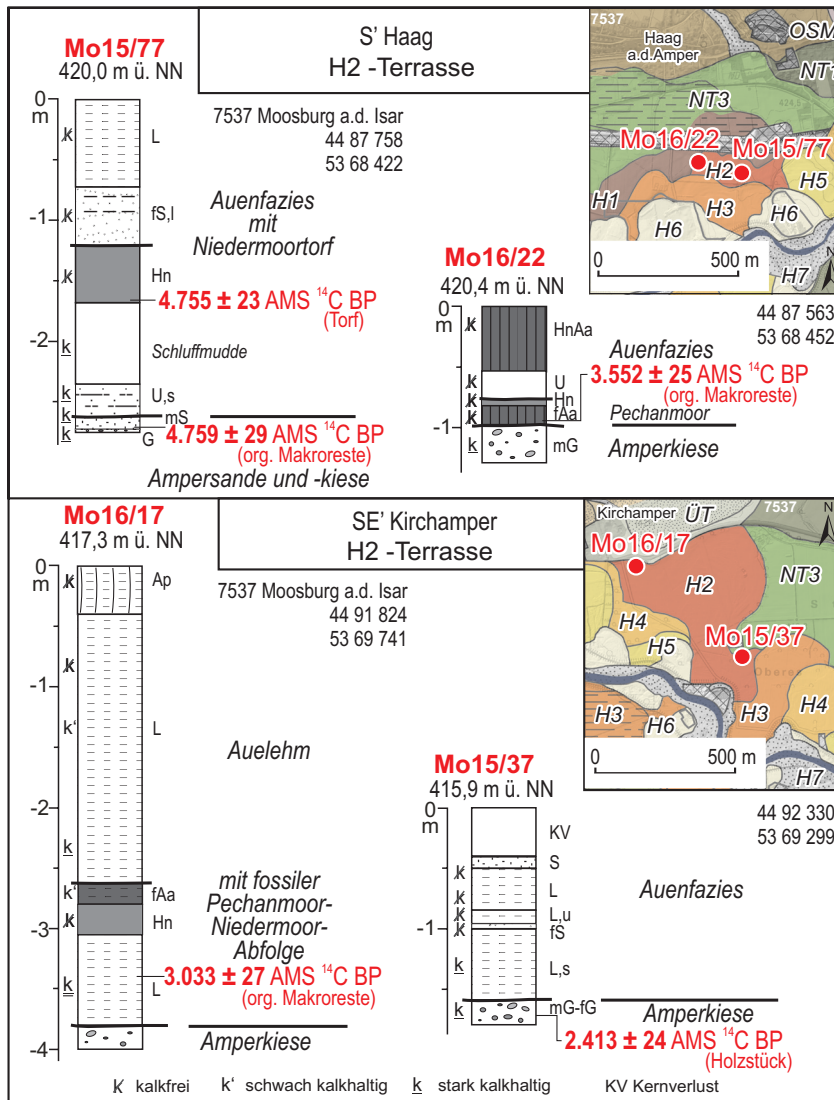 Mo15/77
420,0 m ü. NN
S' Haag
H2 -Terrasse
7537 Moosburg a.d. Isar
44 87 758
53 68 422
0
m
-1
-2
k
L
k
fS,l
k
Hn
4.755 ± 23 AMS ¹⁴C BP
(Torf)
k
Schluffmudde
k
U,s
k
mS
k
G
4.759 ± 29 AMS ¹⁴C BP
(org. Makroreste)
Auenfazies
mit
Niedermoortorf
Ampersande und -kiese
7537
Haag
a.d.Amper
OSM
NT1
NT3
424,5
Mo16/22
Mo15/77
H2
H5
H1
H3
H6
H6
H7
N
0
500 m
Mo16/22
420,4 m ü. NN
44 87 563
53 68 452
0
m
-1
k
HnAa
k
U
k
Hn
k
fAa
k
mG
Auenfazies
3.552 ± 25 AMS ¹⁴C BP
(org. Makroreste)
Pechanmoor
Amperkiese
Mo16/17
417,3 m ü. NN
SE' Kirchamper
H2 -Terrasse
7537 Moosburg a.d. Isar
44 91 824
53 69 741
0
m
-1
-2
-3
-4
k
Ap
k
k'
L
k
k'
fAa
k
Hn
k
L
3.033 ± 27 AMS ¹⁴C BP
(org. Makroreste)
Auelehm
mit fossiler
Pechanmoor-
Niedermoor-
Abfolge
Amperkiese
Kirchamper
ÜT
7537
N
Mo16/17
H2
NT3
S
H4
Mo15/37
H5
Oberes
H3
H6
H3
H4
H7
0
500 m
Mo15/37
415,9 m ü. NN
44 92 330
53 69 299
0
m
-1
KV
S
k
L
k
L,u
k
fS
k
L,s
k
mG-fG
k
Auenfazies
Amperkiese
2.413 ± 24 AMS ¹⁴C BP
(Holzstück)
k kalkfrei k' schwach kalkhaltig k stark kalkhaltig KV Kernverlust